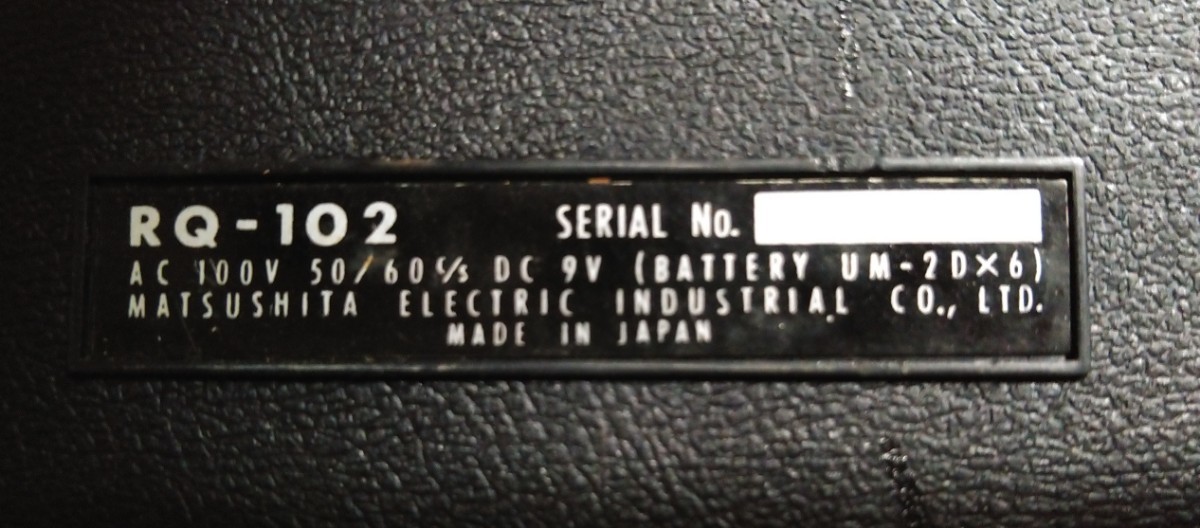 RQ-102 SERIAL No.
AC 100V 50/60 c/s DC 9V (BATTERY UM-2D×6)
MATSUSHITA ELECTRIC INDUSTRIAL CO., LTD.
MADE IN JAPAN